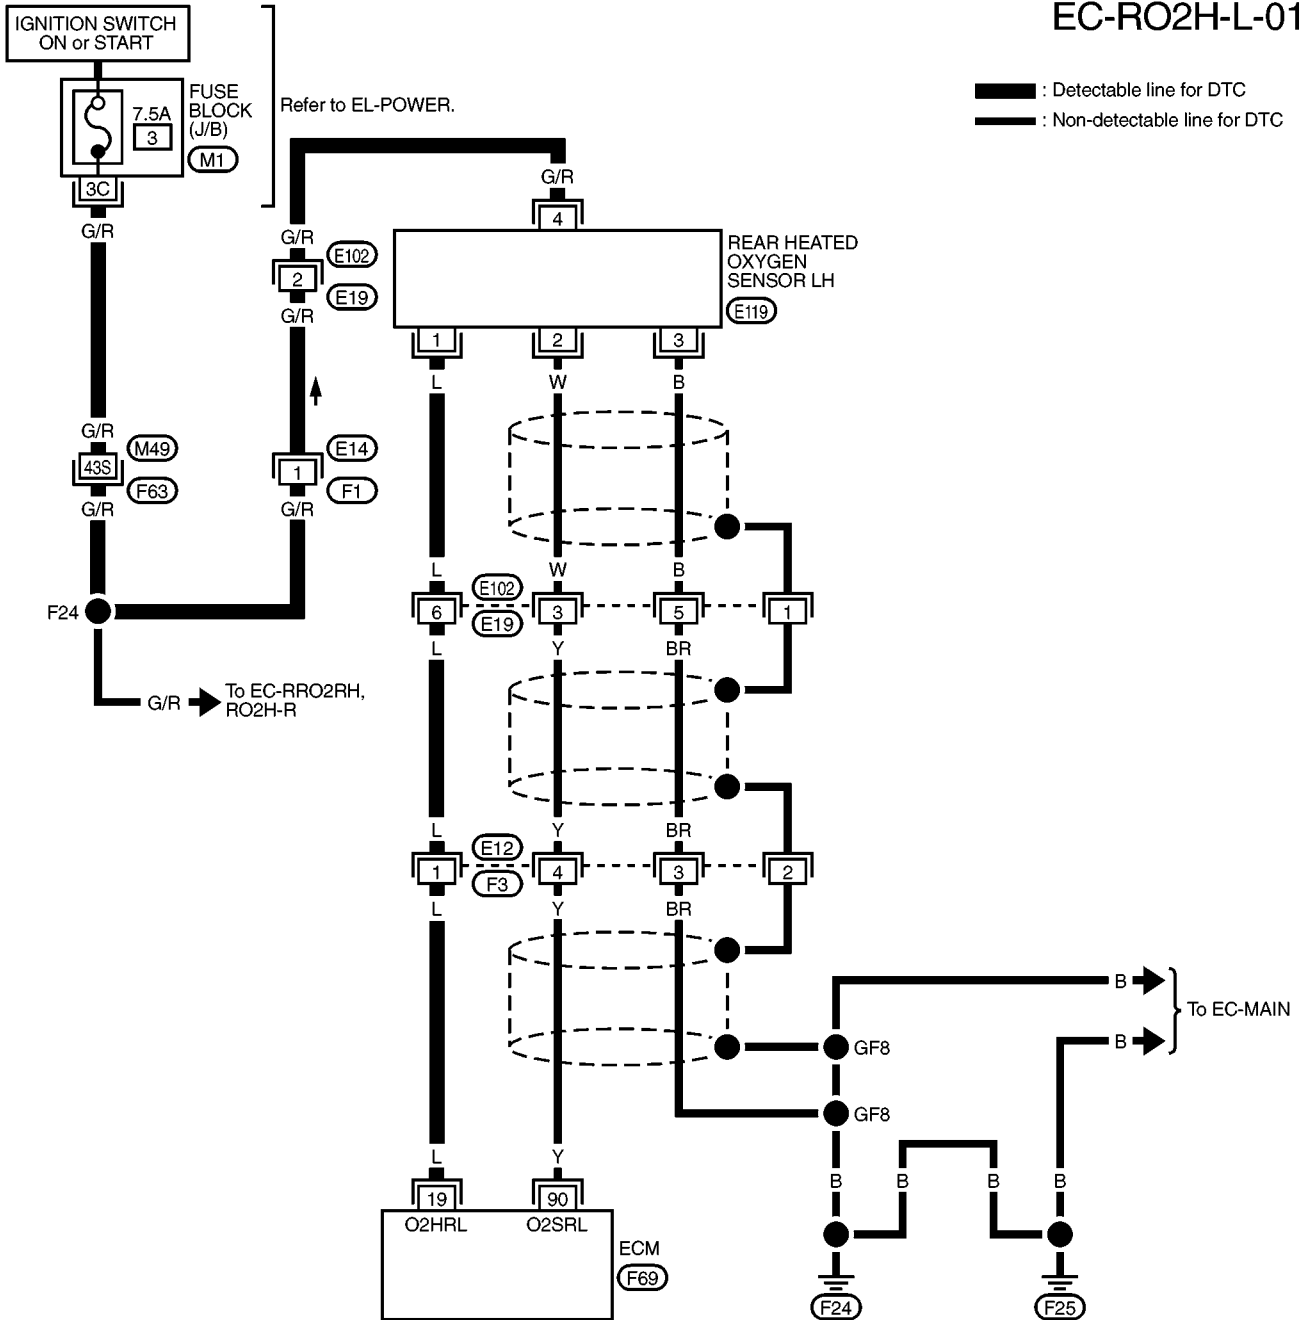 EC-RO2H-L-01
IGNITION SWITCH
ON or START
FUSE
BLOCK
(J/B)
M1
7.5A
3
3C
Refer to EL-POWER.
: Detectable line for DTC
: Non-detectable line for DTC
G/R
G/R
4
G/R
2
E102
E19
G/R
REAR HEATED
OXYGEN
SENSOR LH
E119
1
2
3
L
W
B
G/R
43S
M49
F63
G/R
1
E14
F1
G/R
L
W
B
E102
E19
6
3
5
1
L
Y
BR
F24
G/R
To EC-RRO2RH,
RO2H-R
L
Y
BR
E12
F3
1
4
3
2
L
Y
BR
B
B
To EC-MAIN
GF8
GF8
L
Y
B
B
B
B
19
90
O2HRL
O2SRL
ECM
F69
F24
F25